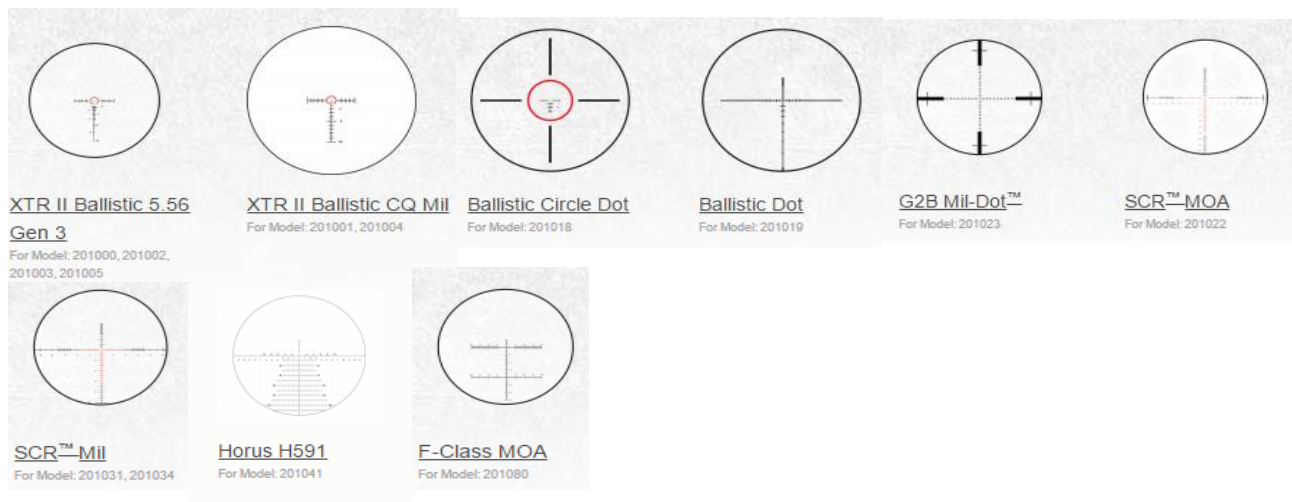 XTR II Ballistic 5.56
Gen 3
For Model: 201000, 201002,
201003, 201005
XTR II Ballistic CQ Mil
For Model: 201001, 201004
Ballistic Circle Dot
For Model: 201018
Ballistic Dot
For Model: 201019
G2B Mil-Dot™
For Model: 201023
SCR™ MOA
For Model: 201022
SCR™ Mil
For Model: 201031, 201034
Horus H591
For Model: 201041
F-Class MOA
For Model: 201080